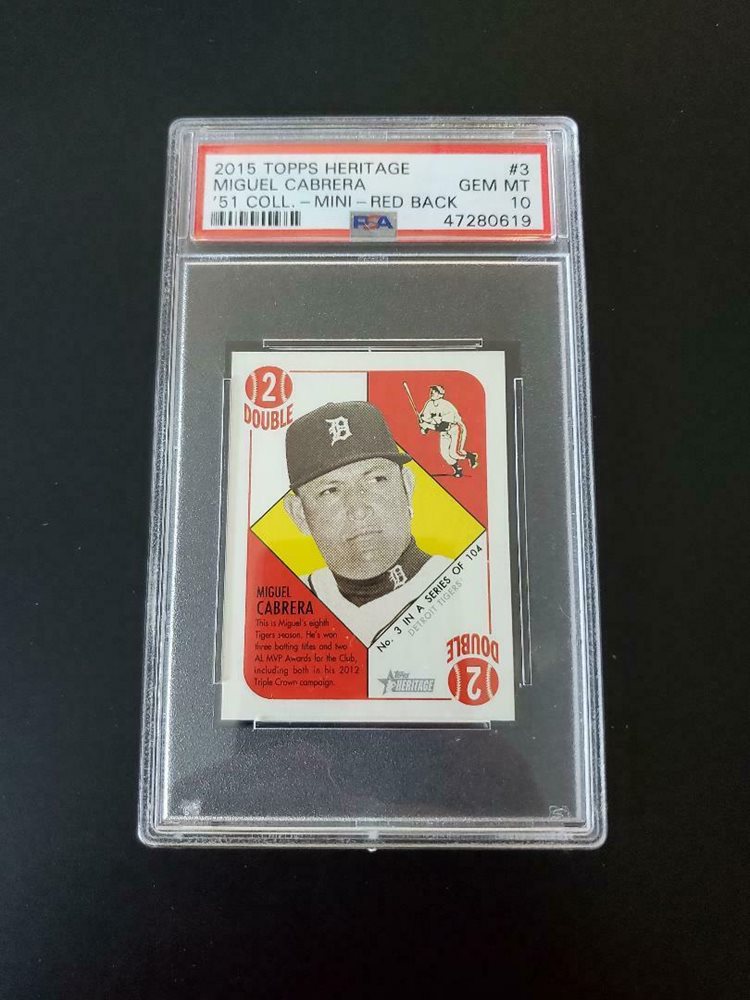 2015 TOPPS HERITAGE #3
MIGUEL CABRERA GEM MT
'51 COLL. - MINI - RED BACK 10
PSA 47280619
2
DOUBLE
D
D
MIGUEL
CABRERA
This is Miguel's eighth
Tigers season. He's won
three batting titles and two
AL MVP Awards for the Club,
including both in his 2012
Triple Crown campaign.
No. 3 IN A SERIES OF 104
DETROIT TIGERS
Topps
HERITAGE
DOUBLE
2